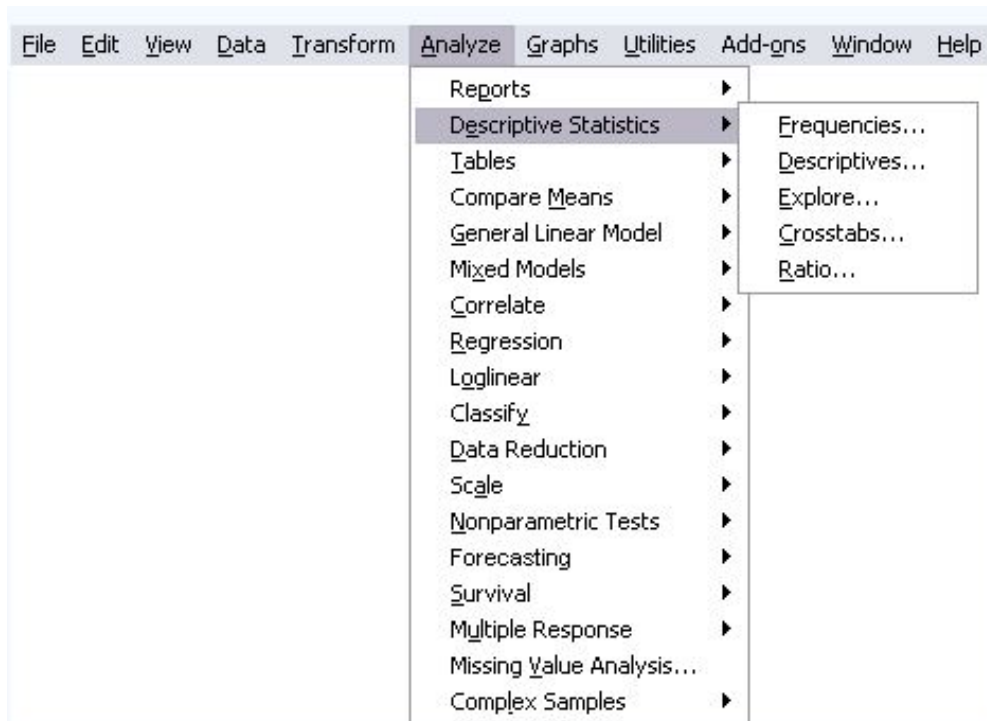 File Edit View Data Transform Analyze Graphs Utilities Add-ons Window Help
Reports
Descriptive Statistics
Tables
Compare Means
General Linear Model
Mixed Models
Correlate
Regression
Loglinear
Classify
Data Reduction
Scale
Nonparametric Tests
Forecasting
Survival
Multiple Response
Missing Value Analysis...
Complex Samples
Frequencies...
Descriptives...
Explore...
Crosstabs...
Ratio...